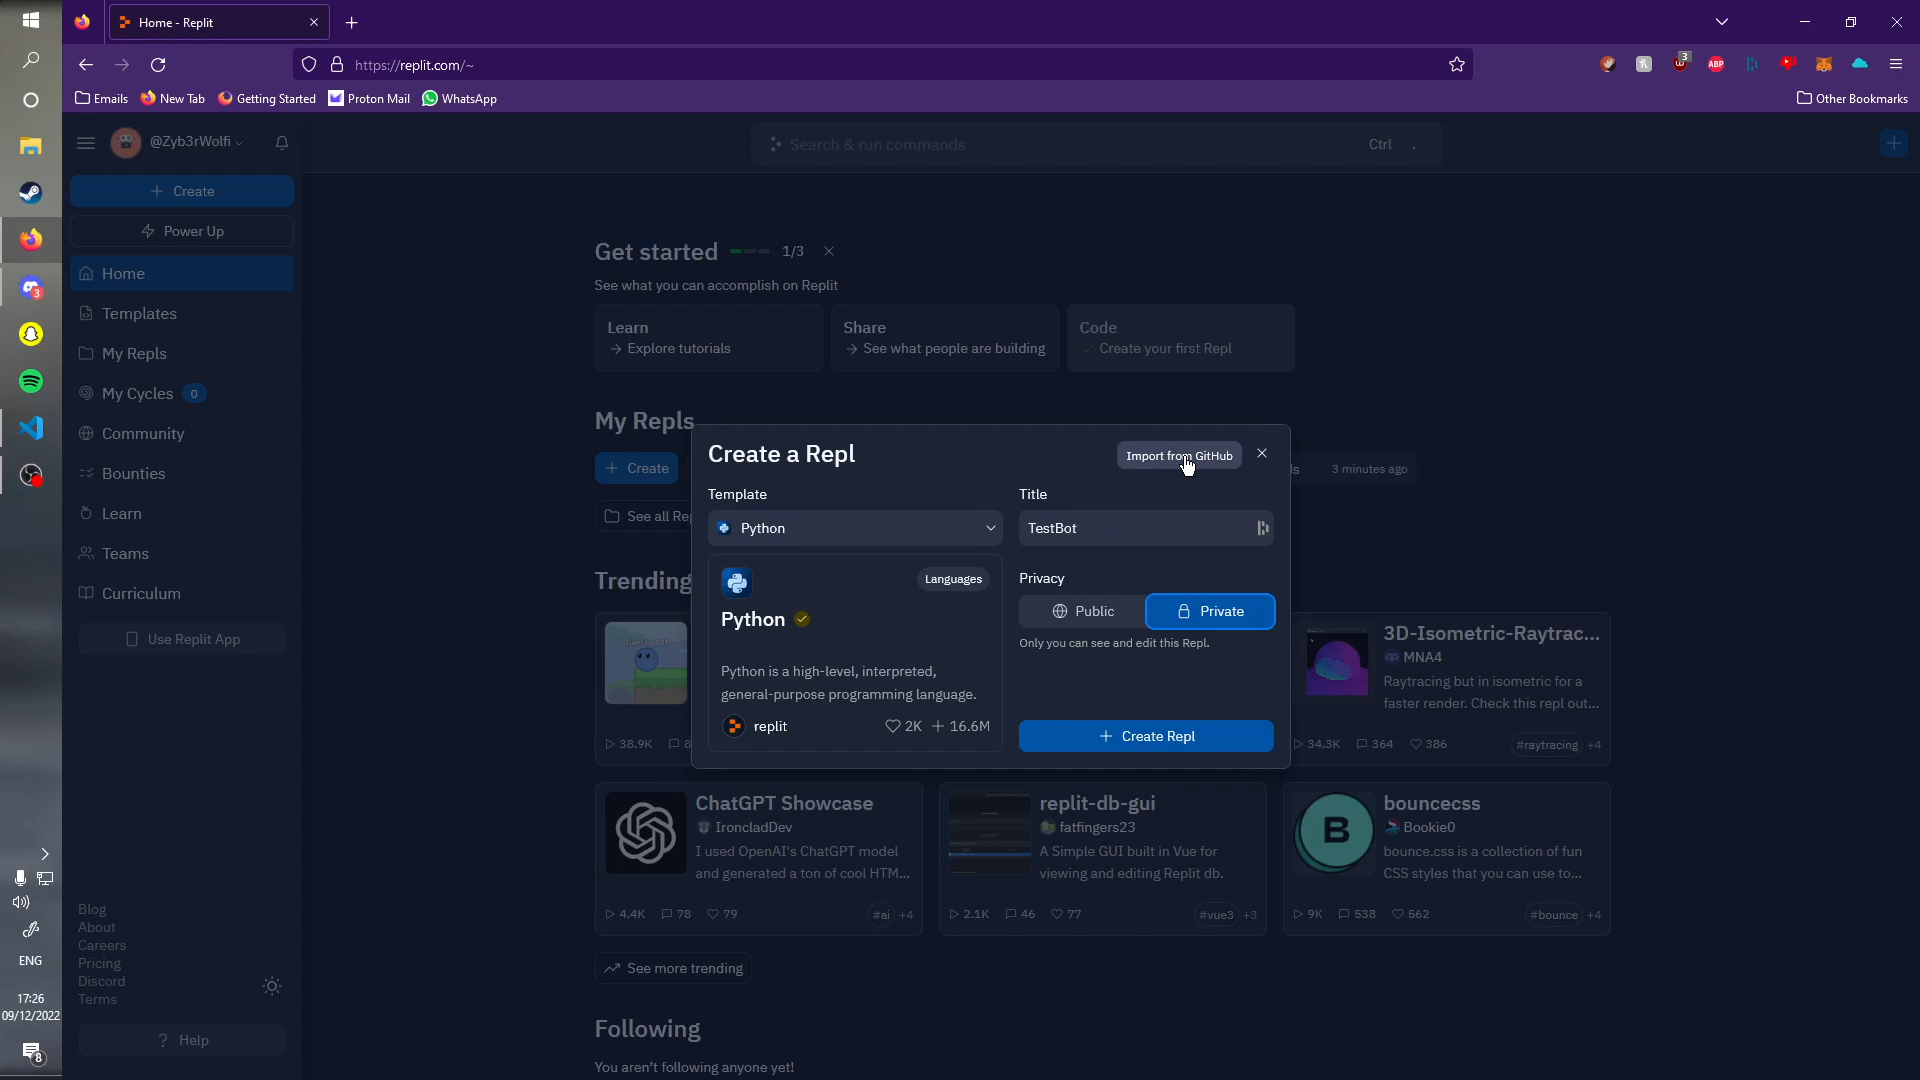 Home - Replit
https://replit.com/~
3
ABP
Emails
New Tab
Getting Started
Proton Mail
WhatsApp
Other Bookmarks
@Zyb3rWolfi
Search & run commands
Ctrl .
Create
Power Up
Home
Templates
My Repls
My Cycles 0
Community
Bounties
Learn
Teams
Curriculum
Use Replit App
Blog
About
Careers
Pricing
Discord
Terms
? Help
3
ENG
17:26
09/12/2022
8
Get started 1/3
See what you can accomplish on Replit
Learn
→ Explore tutorials
Share
→ See what people are building
Code
Create your first Repl
My Repls
+ Create
3 minutes ago
See all
Trending
Create a Repl
Import from GitHub
Template
Python
Languages
Python
Python is a high-level, interpreted,
general-purpose programming language.
replit
2K + 16.6M
Title
TestBot
Privacy
Public
Private
Only you can see and edit this Repl.
+ Create Repl
38.9K
3D-Isometric-Raytrac...
MNA4
Raytracing but in isometric for a
faster render. Check this repl out...
34.3K 364 386
#raytracing +4
ChatGPT Showcase
IroncladDev
I used OpenAI's ChatGPT model
and generated a ton of cool HTM...
4.4K 78 79
#ai +4
replit-db-gui
fatfingers23
A Simple GUI built in Vue for
viewing and editing Replit db.
2.1K 46 77
#vue3 +3
B
bouncecss
Bookie0
bounce.css is a collection of fun
CSS styles that you can use to...
9K 538 562
#bounce +4
See more trending
Following
You aren't following anyone yet!